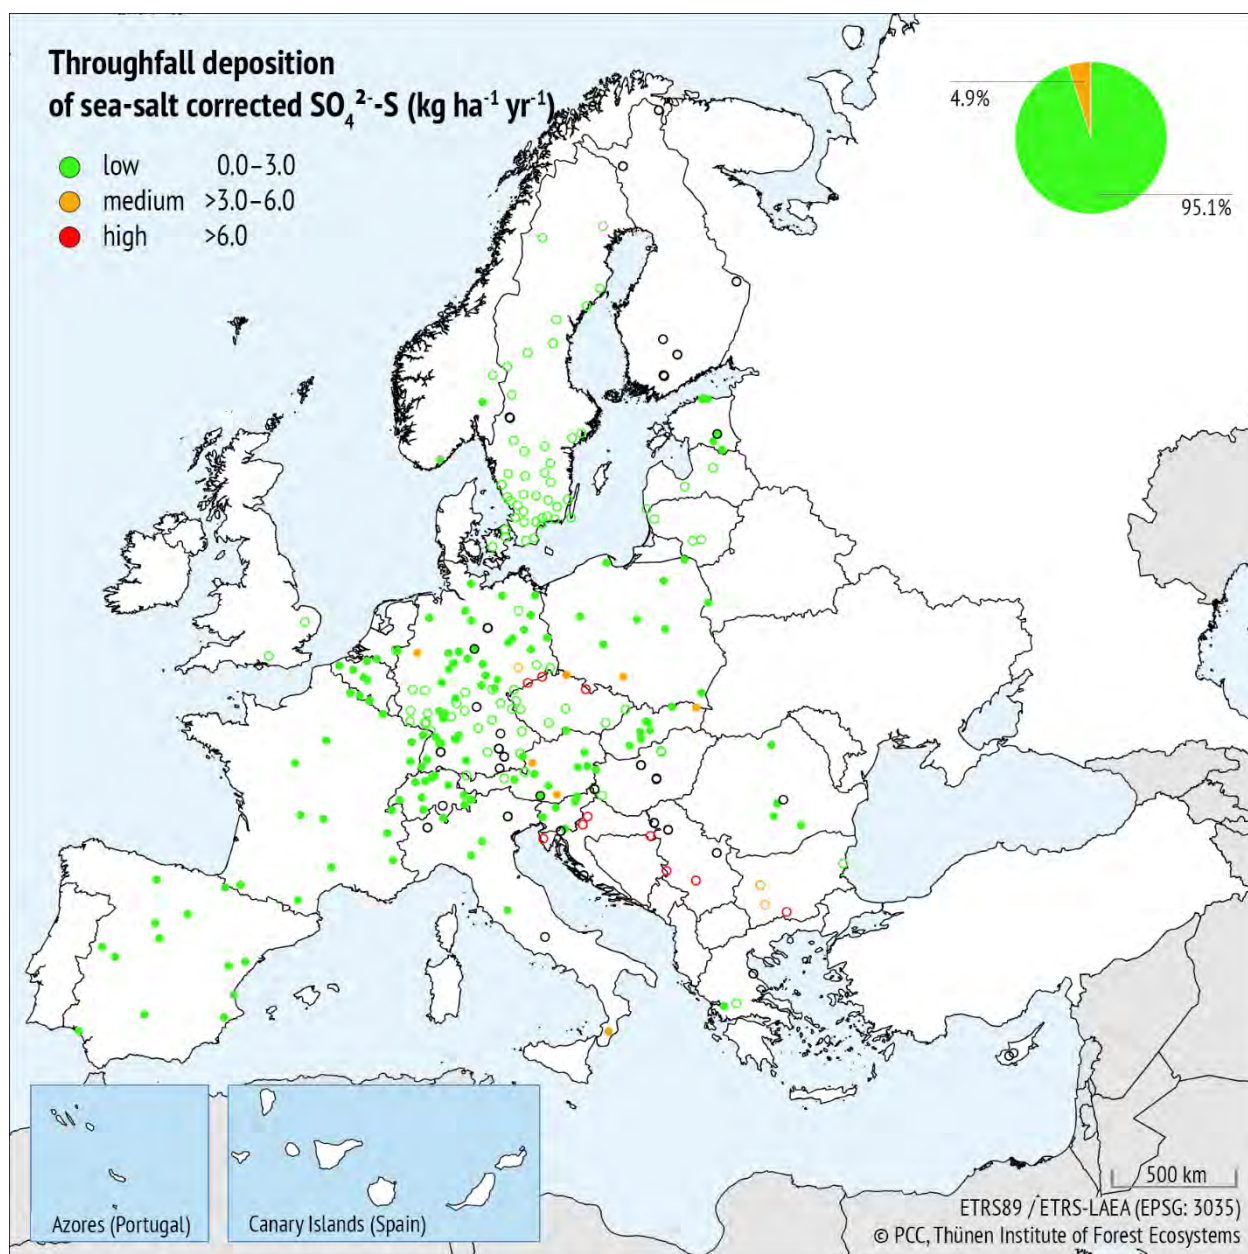 Throughfall deposition
of sea-salt corrected SO₄²⁻-S (kg ha⁻¹ yr⁻¹)
low 0.0–3.0
medium >3.0–6.0
high >6.0
4.9%
95.1%
500 km
Azores (Portugal)
Canary Islands (Spain)
ETRS89 / ETRS-LAEA (EPSG: 3035)
© PCC, Thünen Institute of Forest Ecosystems